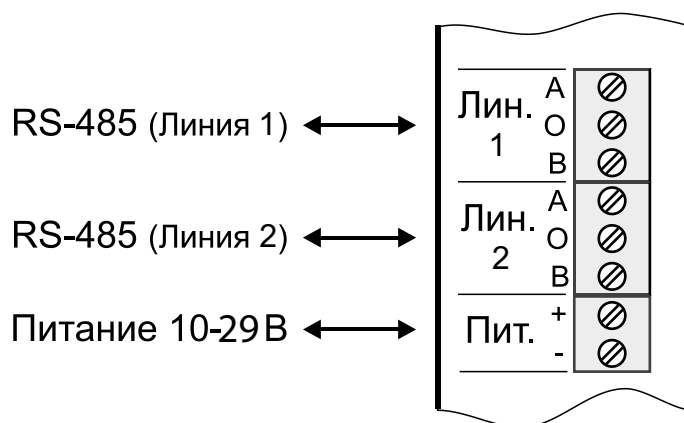 RS-485 (Линия 1)
Лин.
1
A
O
B
RS-485 (Линия 2)
Лин.
2
A
O
B
Питание 10-29 В
Пит.
+
-